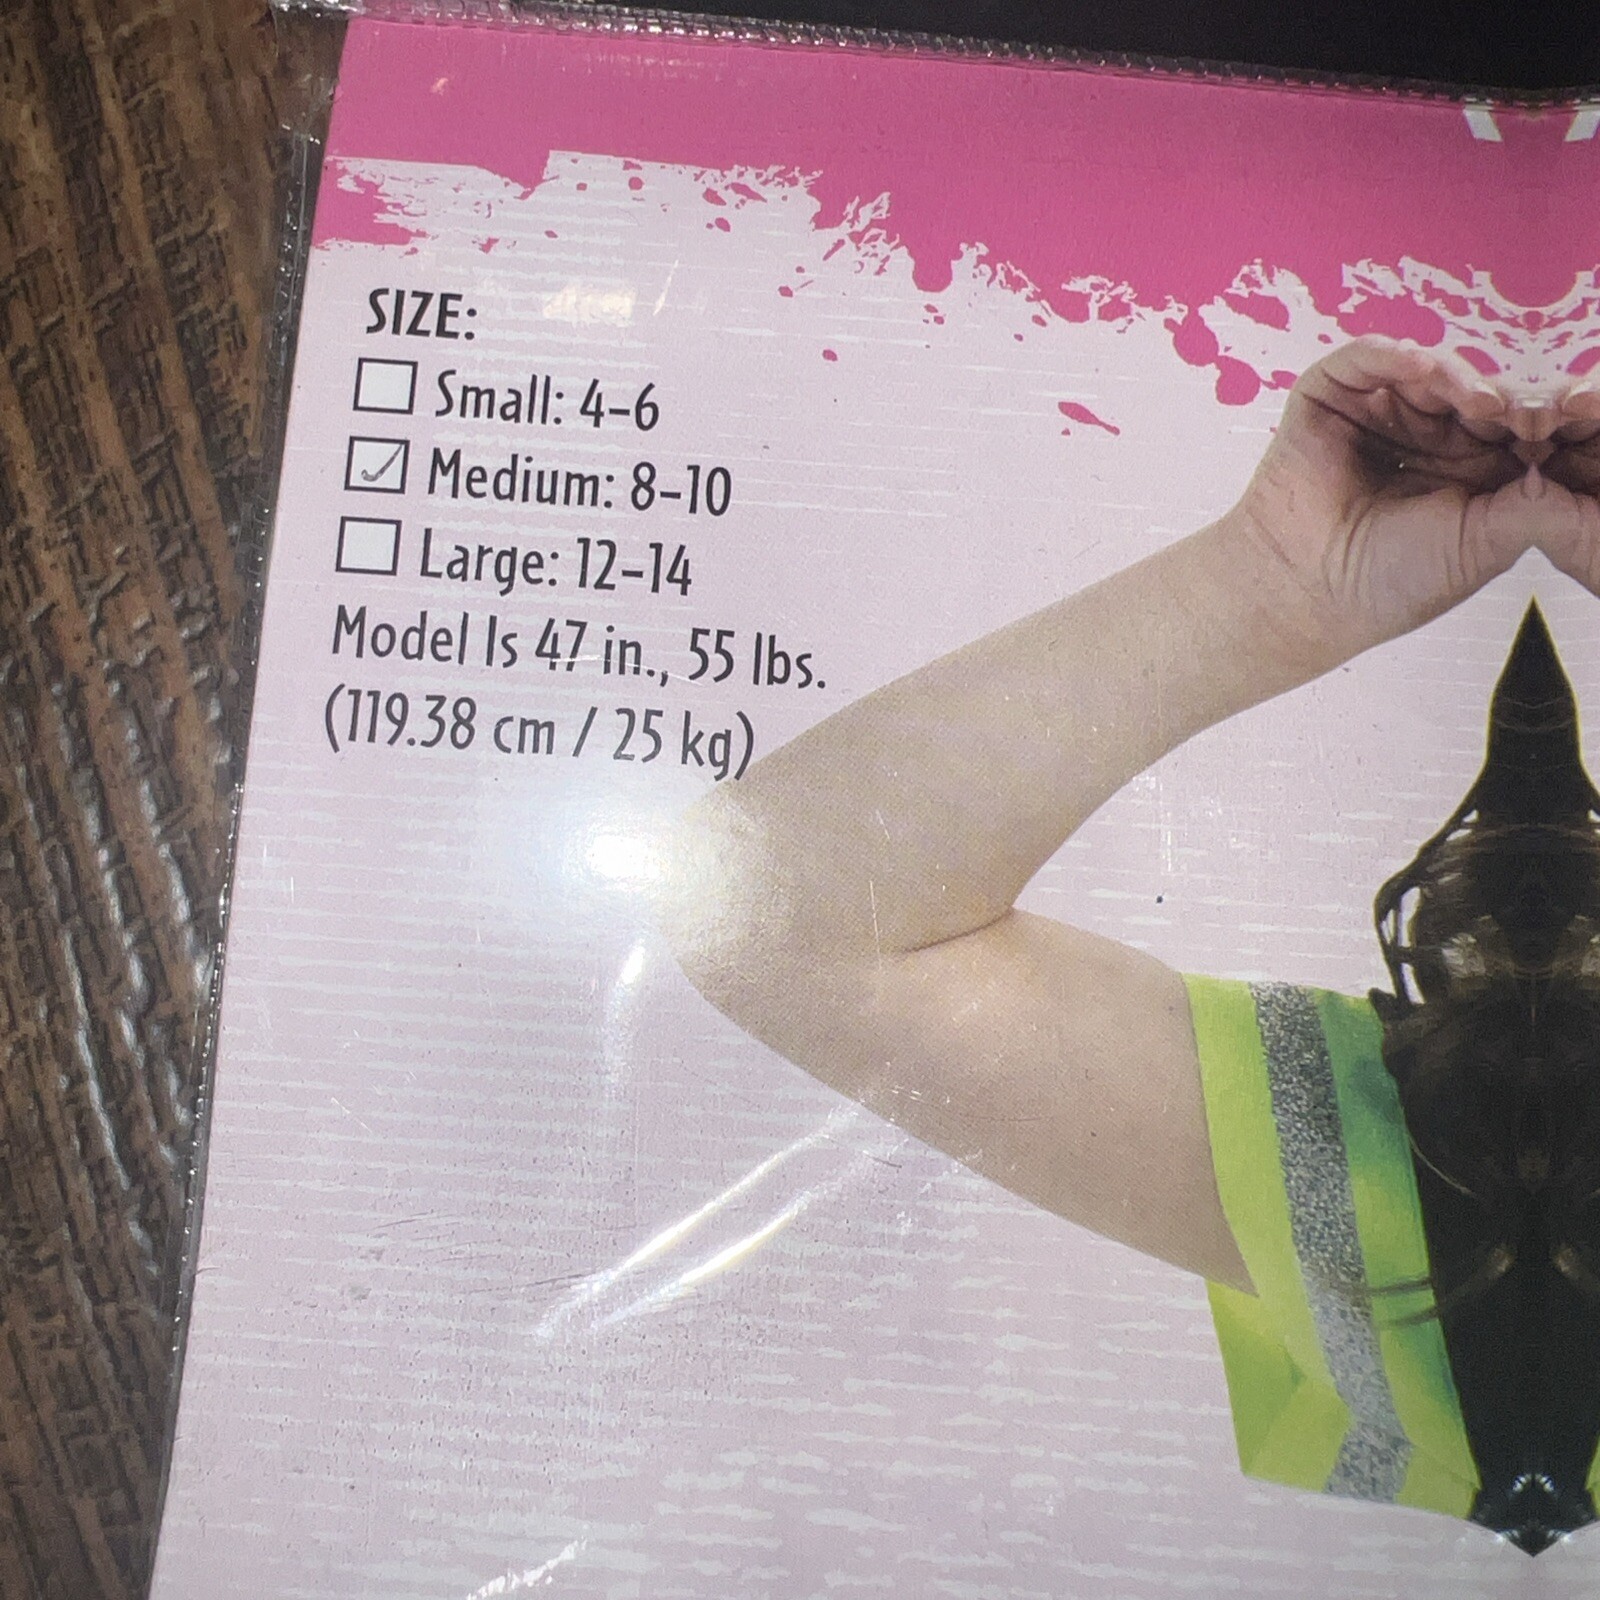 SIZE:
Small: 4–6
Medium: 8–10
Large: 12–14
Model Is 47 in., 55 lbs.
(119.38 cm / 25 kg)